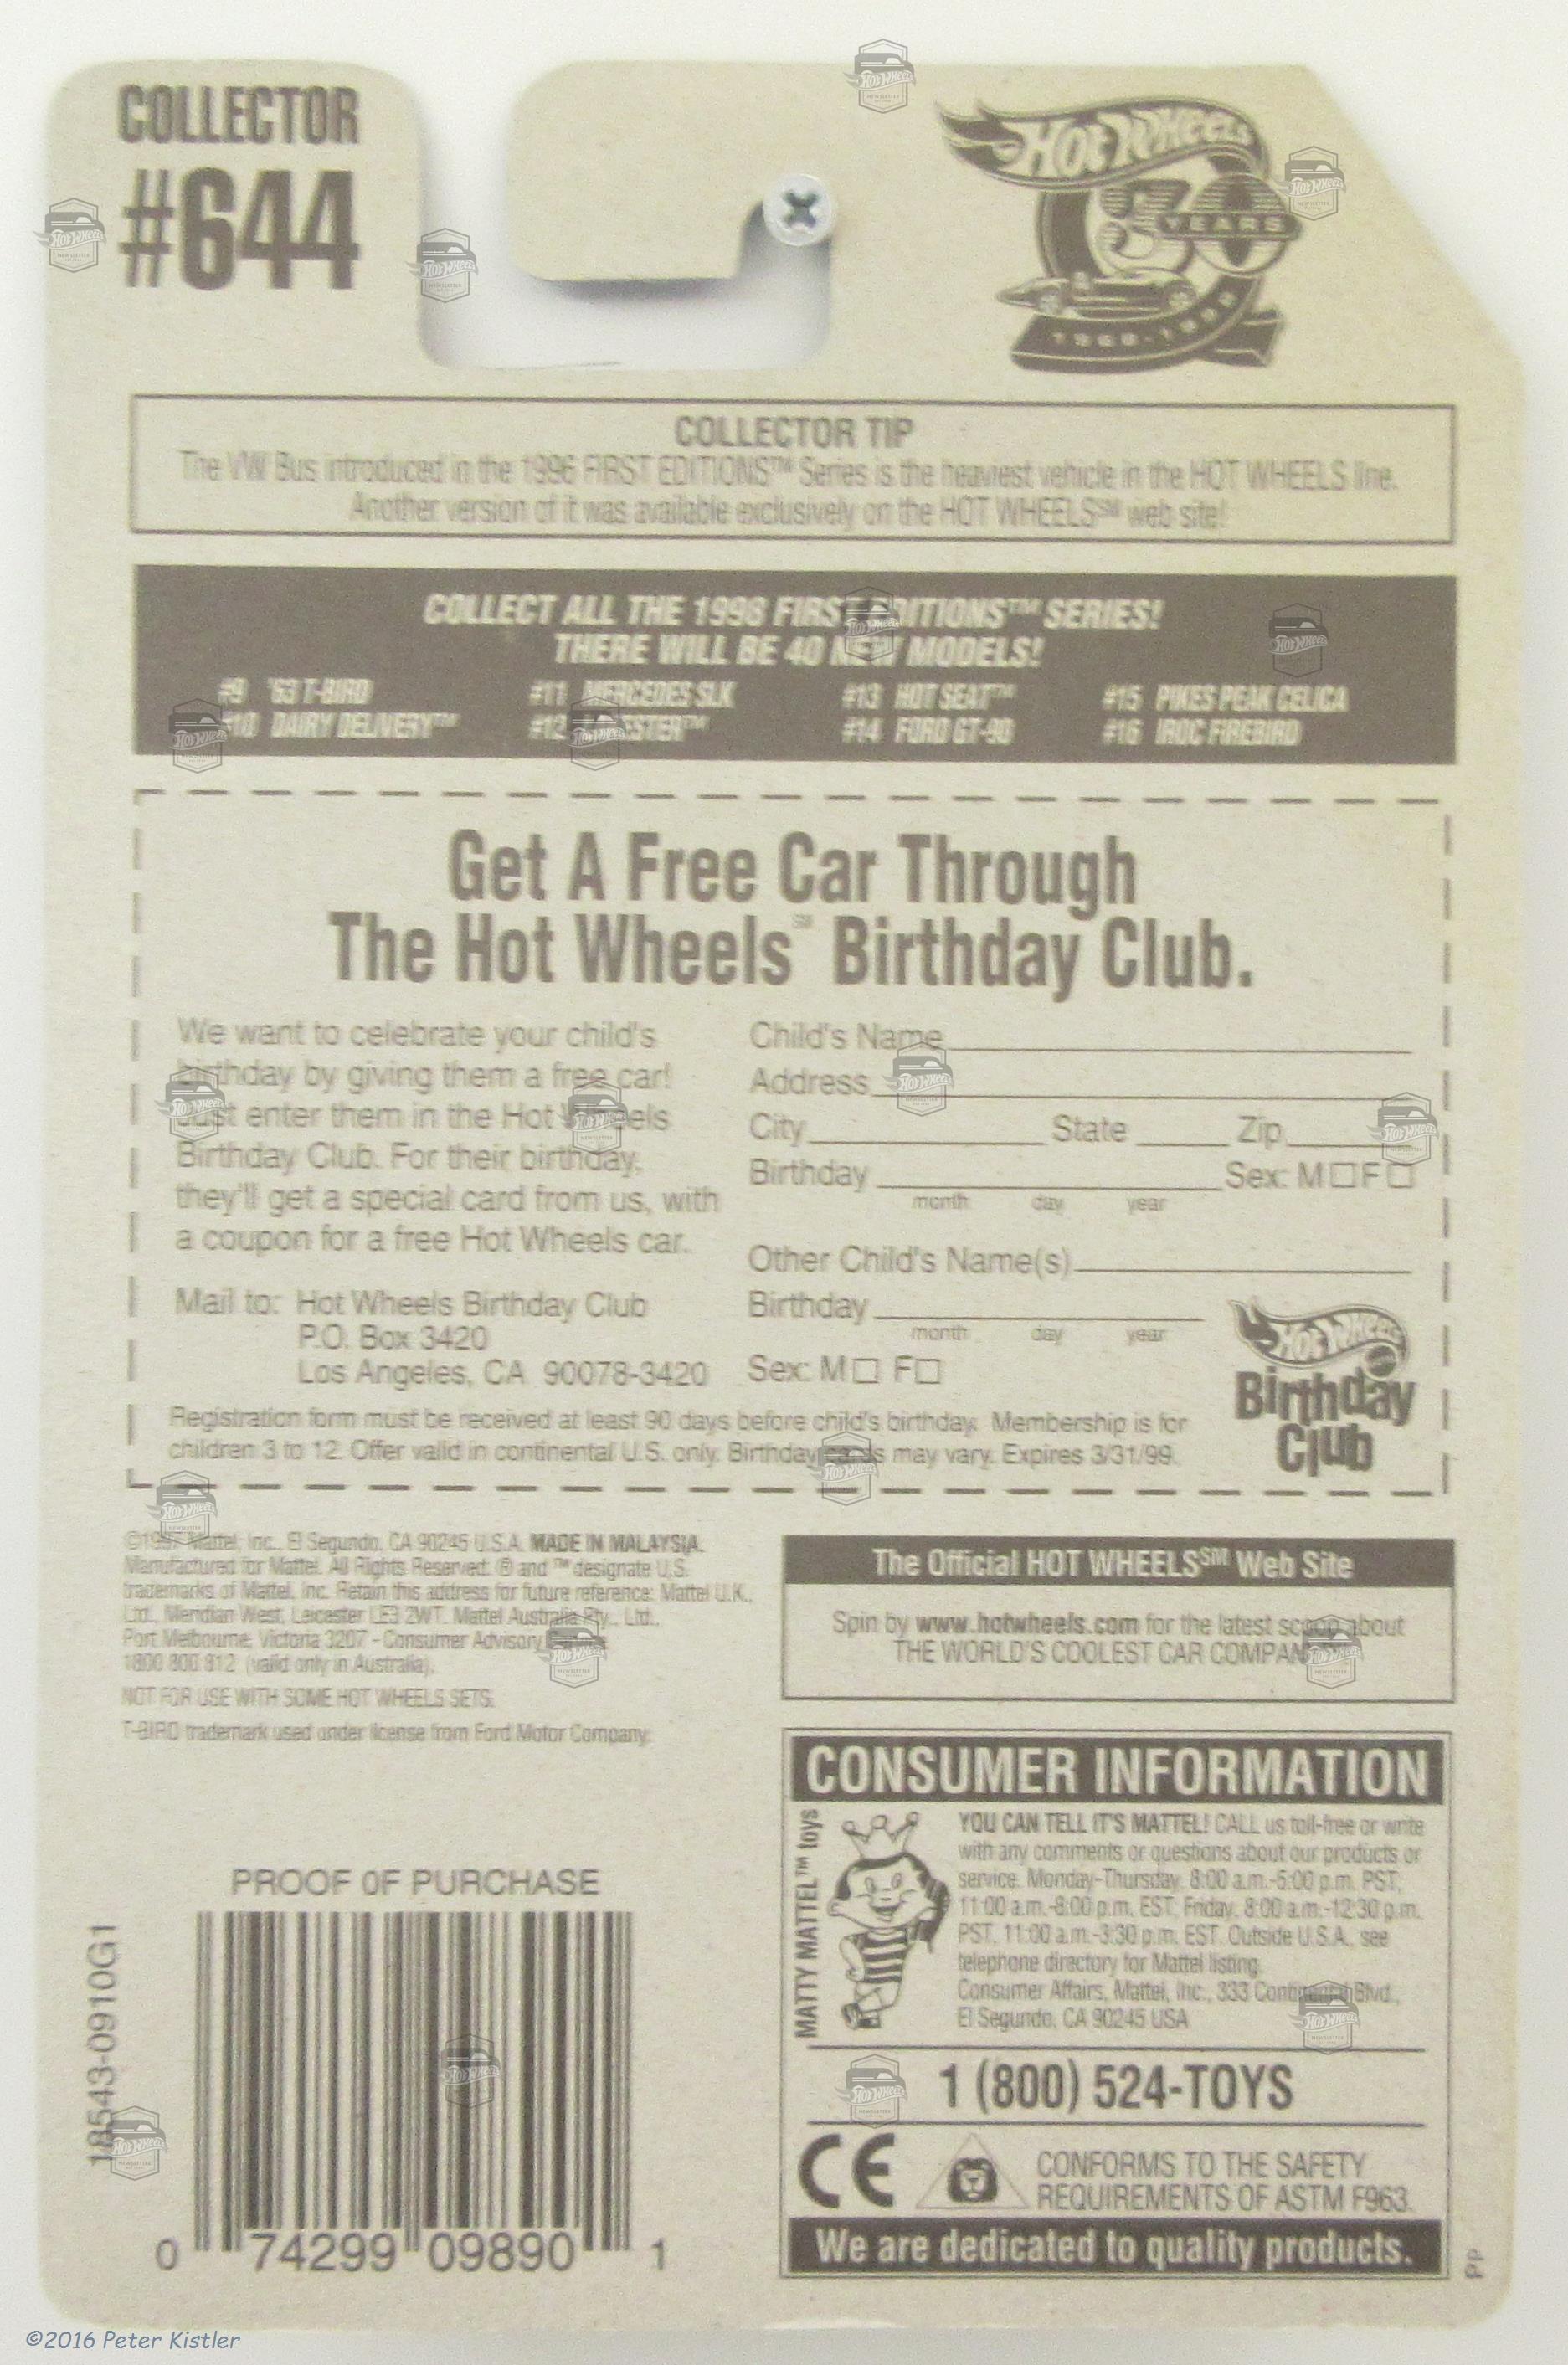 COLLECTOR
#644
HOT WHEELS
30 YEARS
1968-1998
COLLECTOR TIP
The VW Bus introduced in the 1996 FIRST EDITIONS™ Series is the heaviest vehicle in the HOT WHEELS line.
Another version of it was available exclusively on the HOT WHEELS℠ web site!
COLLECT ALL THE 1998 FIRST EDITIONS™ SERIES!
THERE WILL BE 40 NEW MODELS!
#9 '63 T-BIRD #11 MERCEDES SLK #13 HOT SEAT™ #15 PIKES PEAK CELICA
#10 DAIRY DELIVERY™ #12 #14 FORD GT-90 #16 IROC FIREBIRD
Get A Free Car Through
The Hot Wheels℠ Birthday Club.
We want to celebrate your child's
birthday by giving them a free car!
Just enter them in the Hot Wheels
Birthday Club. For their birthday,
they'll get a special card from us, with
a coupon for a free Hot Wheels car.
Mail to: Hot Wheels Birthday Club
P.O. Box 3420
Los Angeles, CA 90078-3420
Child's Name
Address
City State Zip
Birthday Sex: M F
month day year
Other Child's Name(s)
Birthday
month day year
Sex: M F
HOT WHEELS
Birthday
Club
Registration form must be received at least 90 days before child's birthday. Membership is for
children 3 to 12. Offer valid in continental U.S. only. Birthday cards may vary. Expires 3/31/99.
©1997 Mattel, Inc., El Segundo, CA 90245 U.S.A. MADE IN MALAYSIA.
Manufactured for Mattel. All Rights Reserved. ® and ™ designate U.S.
trademarks of Mattel, Inc. Retain this address for future reference: Mattel U.K.,
Ltd., Meridian West, Leicester LE3 2WT. Mattel Australia Pty., Ltd.,
Port Melbourne, Victoria 3207 - Consumer Advisory
1800 800 812 (valid only in Australia).
NOT FOR USE WITH SOME HOT WHEELS SETS.
T-BIRD trademark used under license from Ford Motor Company.
The Official HOT WHEELS℠ Web Site
Spin by www.hotwheels.com for the latest scoop about
THE WORLD'S COOLEST CAR COMPANY
CONSUMER INFORMATION
MATTY MATTEL™ toys
YOU CAN TELL IT'S MATTEL! CALL us toll-free or write
with any comments or questions about our products or
service. Monday-Thursday, 8:00 a.m.-5:00 p.m. PST,
11:00 a.m.-8:00 p.m. EST; Friday, 8:00 a.m.-12:30 p.m.
PST, 11:00 a.m.-3:30 p.m. EST. Outside U.S.A., see
telephone directory for Mattel listing.
Consumer Affairs, Mattel, Inc., 333 Continental Blvd.,
El Segundo, CA 90245 USA
1 (800) 524-TOYS
CE
CONFORMS TO THE SAFETY
REQUIREMENTS OF ASTM F963.
We are dedicated to quality products.
Pp
PROOF OF PURCHASE
18543-0910G1
0 74299 09890 1
©2016 Peter Kistler